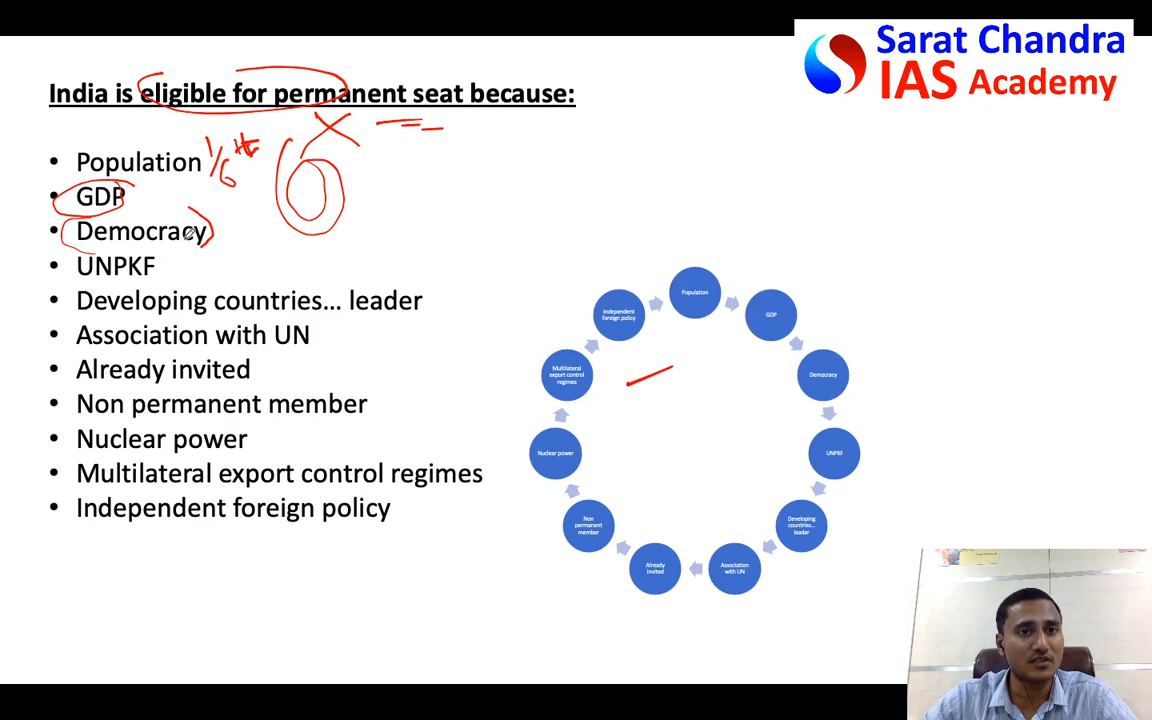 Sarat Chandra
IAS Academy
India is eligible for permanent seat because:
• Population 1/6th
• GDP
• Democracy
• UNPKF
• Developing countries... leader
• Association with UN
• Already invited
• Non permanent member
• Nuclear power
• Multilateral export control regimes
• Independent foreign policy
Population
GDP
Democracy
UNPKF
Developing
countries...
leader
Association
with UN
Already
invited
Non
permanent
member
Nuclear power
Multilateral
export control
regimes
Independent
foreign policy